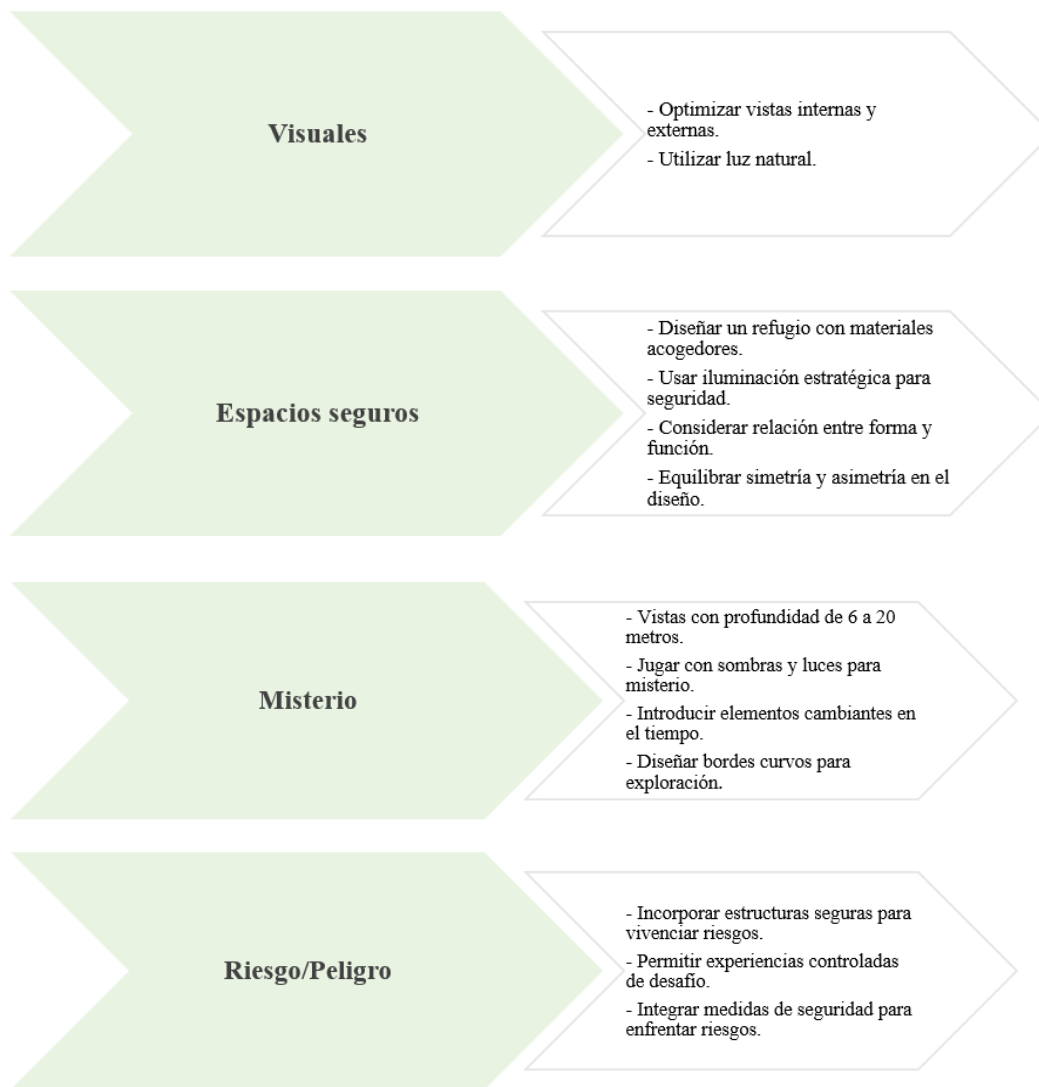 Visuales
- Optimizar vistas internas y
externas.
- Utilizar luz natural.
Espacios seguros
- Diseñar un refugio con materiales
acogedores.
- Usar iluminación estratégica para
seguridad.
- Considerar relación entre forma y
función.
- Equilibrar simetría y asimetría en el
diseño.
Misterio
- Vistas con profundidad de 6 a 20
metros.
- Jugar con sombras y luces para
misterio.
- Introducir elementos cambiantes en
el tiempo.
- Diseñar bordes curvos para
exploración.
Riesgo/Peligro
- Incorporar estructuras seguras para
vivenciar riesgos.
- Permitir experiencias controladas
de desafío.
- Integrar medidas de seguridad para
enfrentar riesgos.